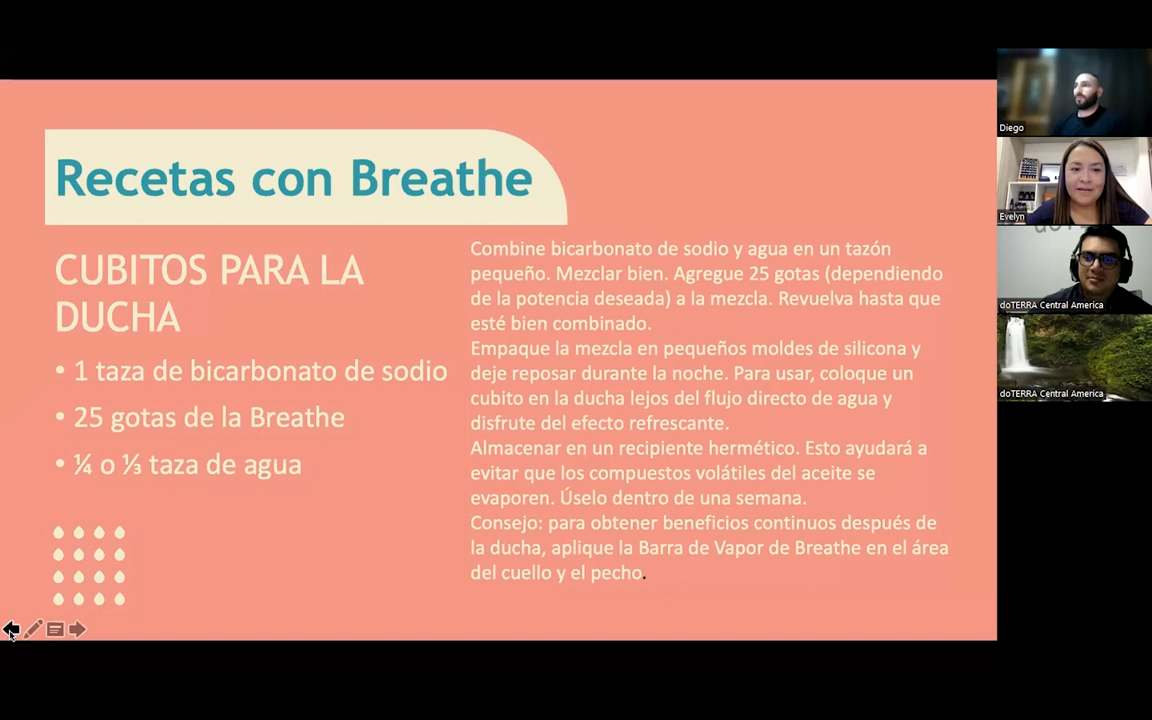 Recetas con Breathe
CUBITOS PARA LA
DUCHA
• 1 taza de bicarbonato de sodio
• 25 gotas de la Breathe
• ¼ o ⅓ taza de agua
Combine bicarbonato de sodio y agua en un tazón
pequeño. Mezclar bien. Agregue 25 gotas (dependiendo
de la potencia deseada) a la mezcla. Revuelva hasta que
esté bien combinado.
Empaque la mezcla en pequeños moldes de silicona y
deje reposar durante la noche. Para usar, coloque un
cubito en la ducha lejos del flujo directo de agua y
disfrute del efecto refrescante.
Almacenar en un recipiente hermético. Esto ayudará a
evitar que los compuestos volátiles del aceite se
evaporen. Úselo dentro de una semana.
Consejo: para obtener beneficios continuos después de
la ducha, aplique la Barra de Vapor de Breathe en el área
del cuello y el pecho.
Diego
Evelyn
doTERRA Central America
doTERRA Central America